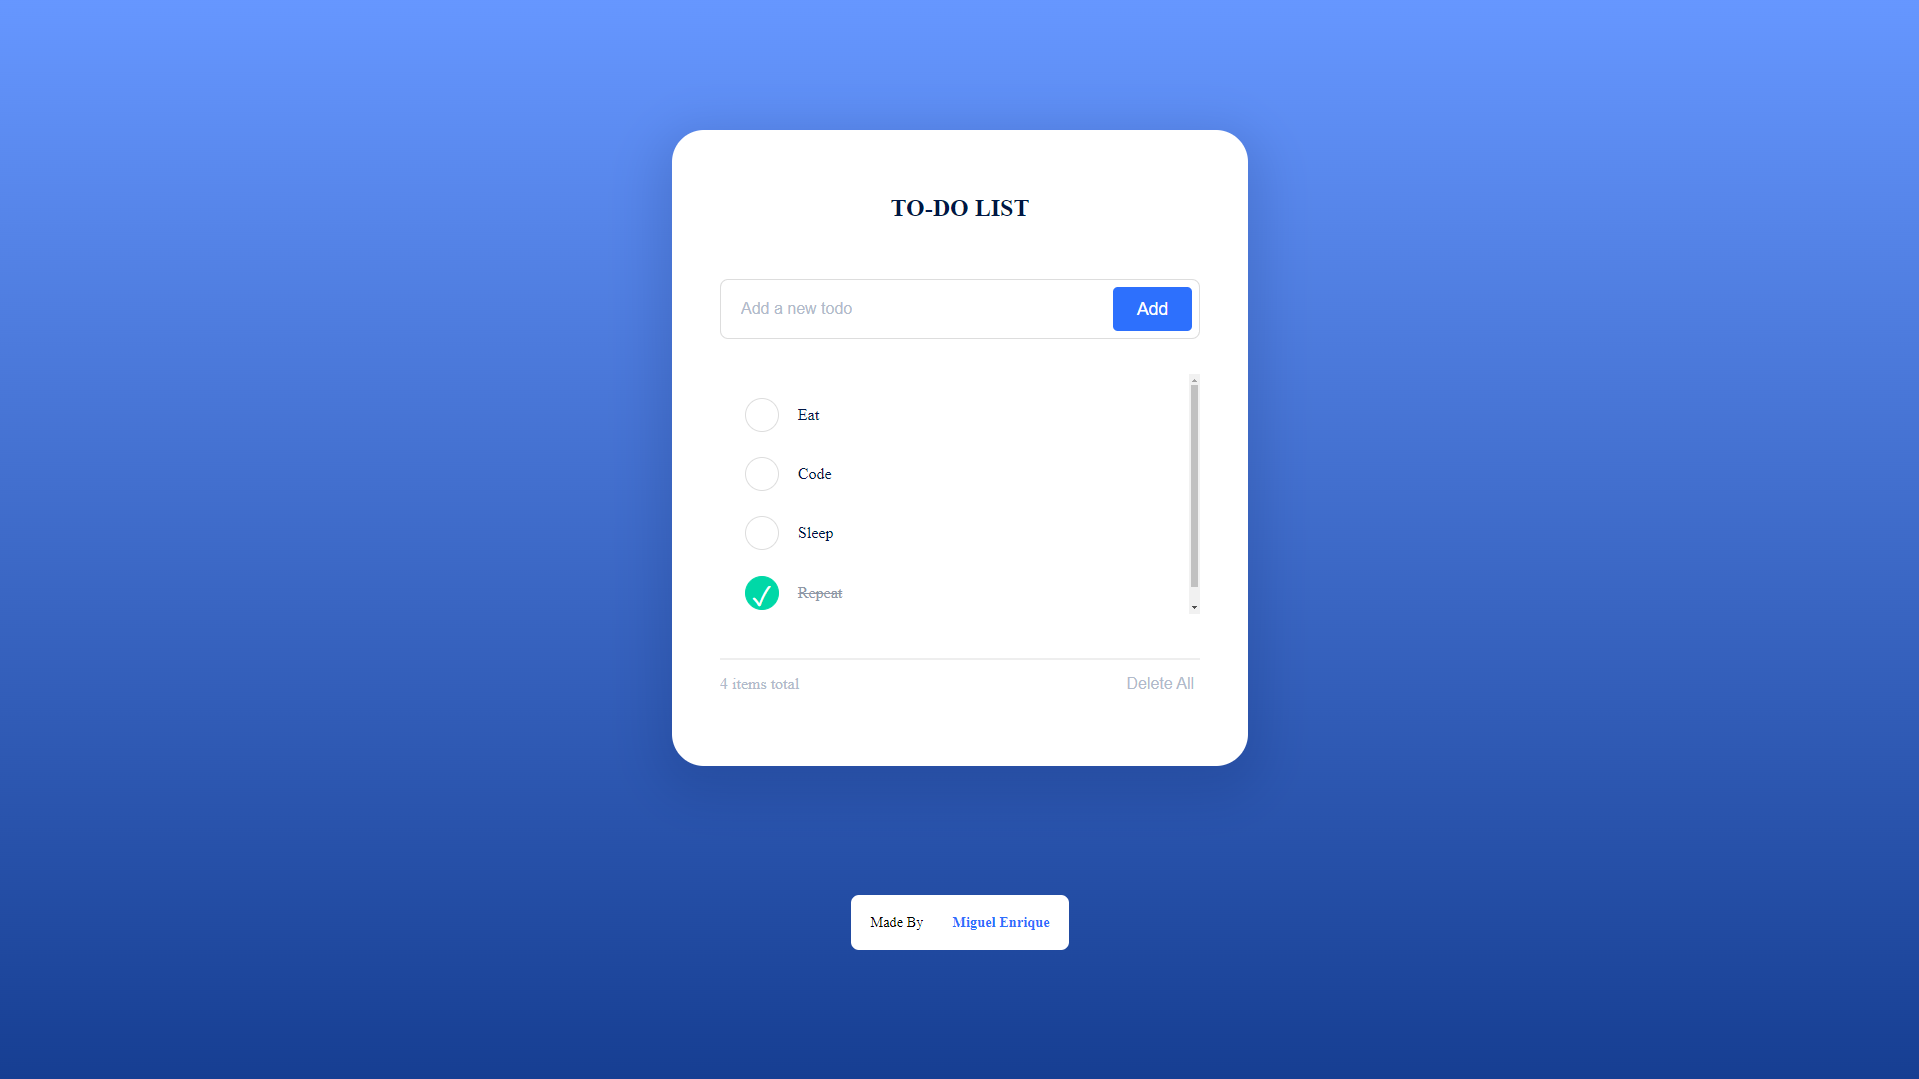 TO-DO LIST
Add a new todo
Add
Eat
Code
Sleep
Repeat
4 items total
Delete All
Made By Miguel Enrique